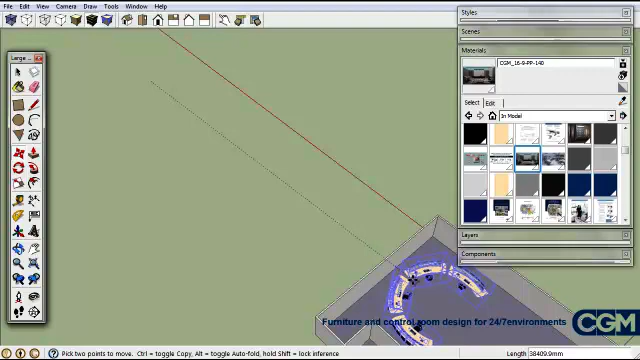 File Edit View Camera Draw Tools Window Help
Styles
Scenes
Large ...
Materials
CGM_16-9-PP-140
Select Edit
In Model
Layers
Components
Furniture and control room design for 24/7environments CGM
Pick two points to move. Ctrl = toggle Copy, Alt = toggle Auto-fold, hold Shift = lock inference
Length 38409.9mm